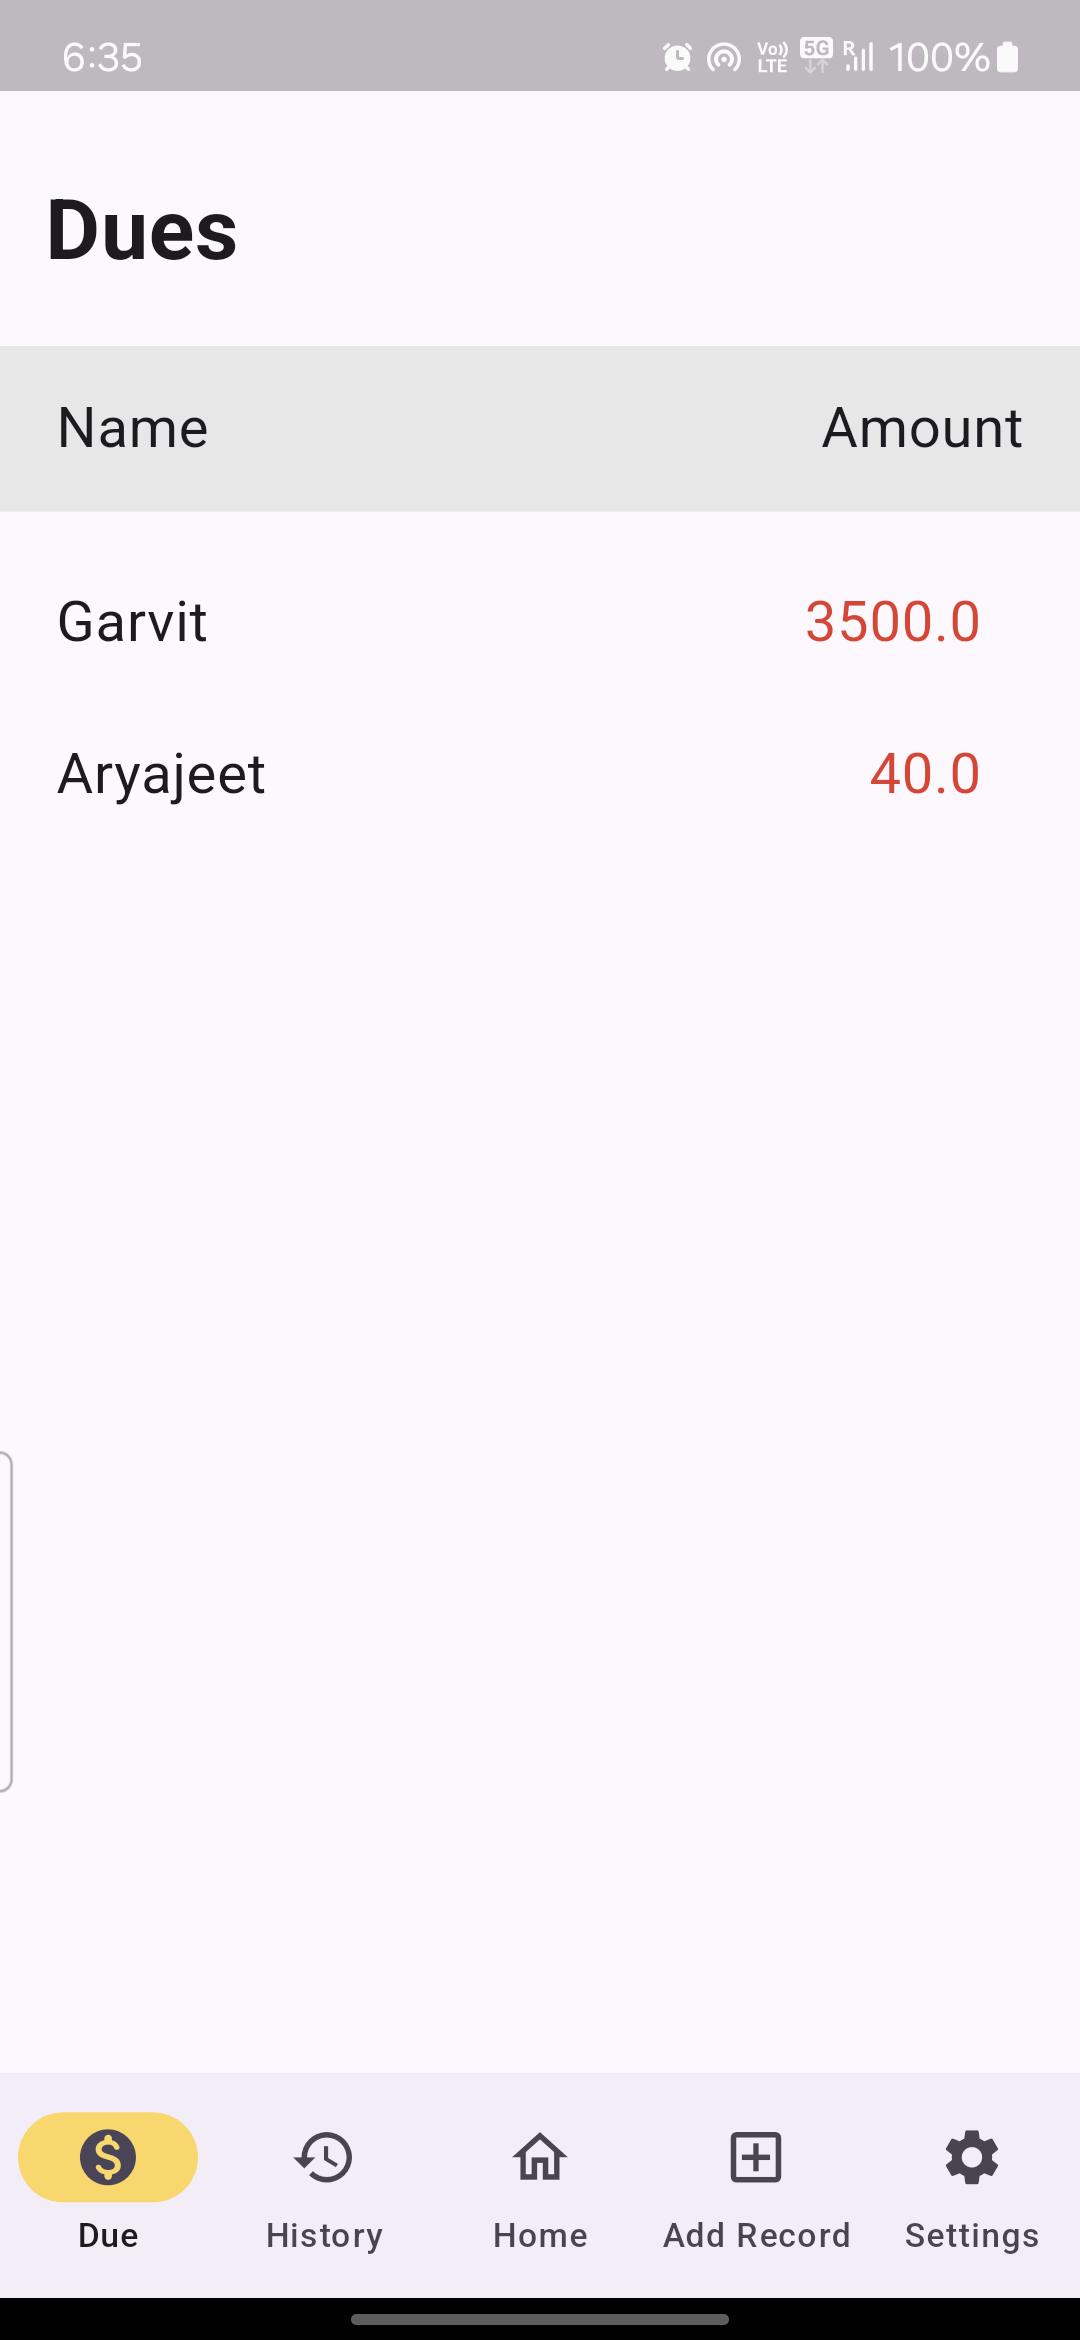 6:35 Vo)) LTE 5G R 100%
Dues
Name Amount
Garvit 3500.0
Aryajeet 40.0
Due History Home Add Record Settings